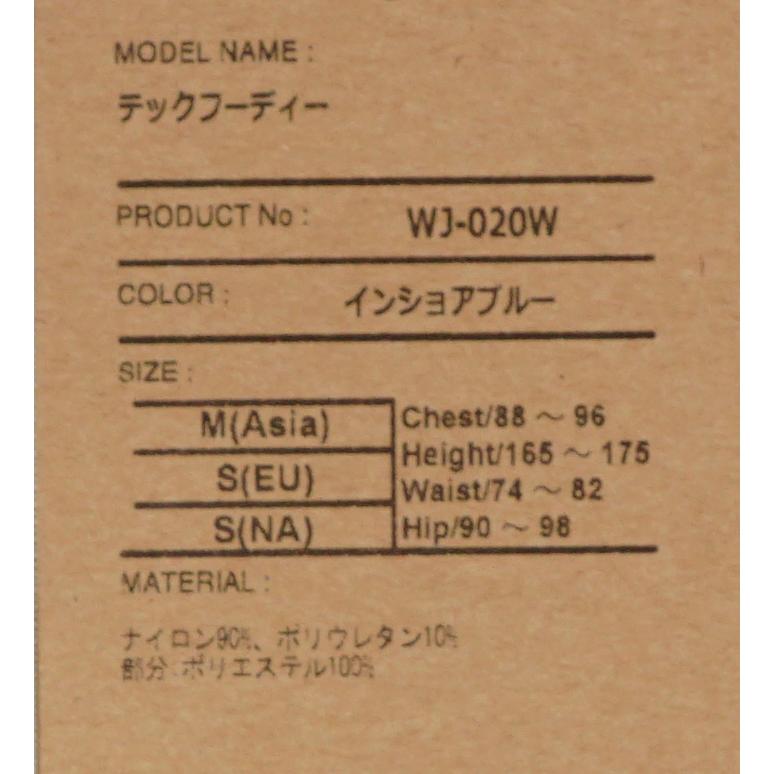 MODEL NAME :
テックフーディー
PRODUCT No : WJ-020W
COLOR : インショアブルー
SIZE :
M(Asia)
S(EU)
S(NA)
Chest/88 ～ 96
Height/165 ～ 175
Waist/74 ～ 82
Hip/90 ～ 98
MATERIAL :
ナイロン90%、ポリウレタン10%
部分:ポリエステル100%